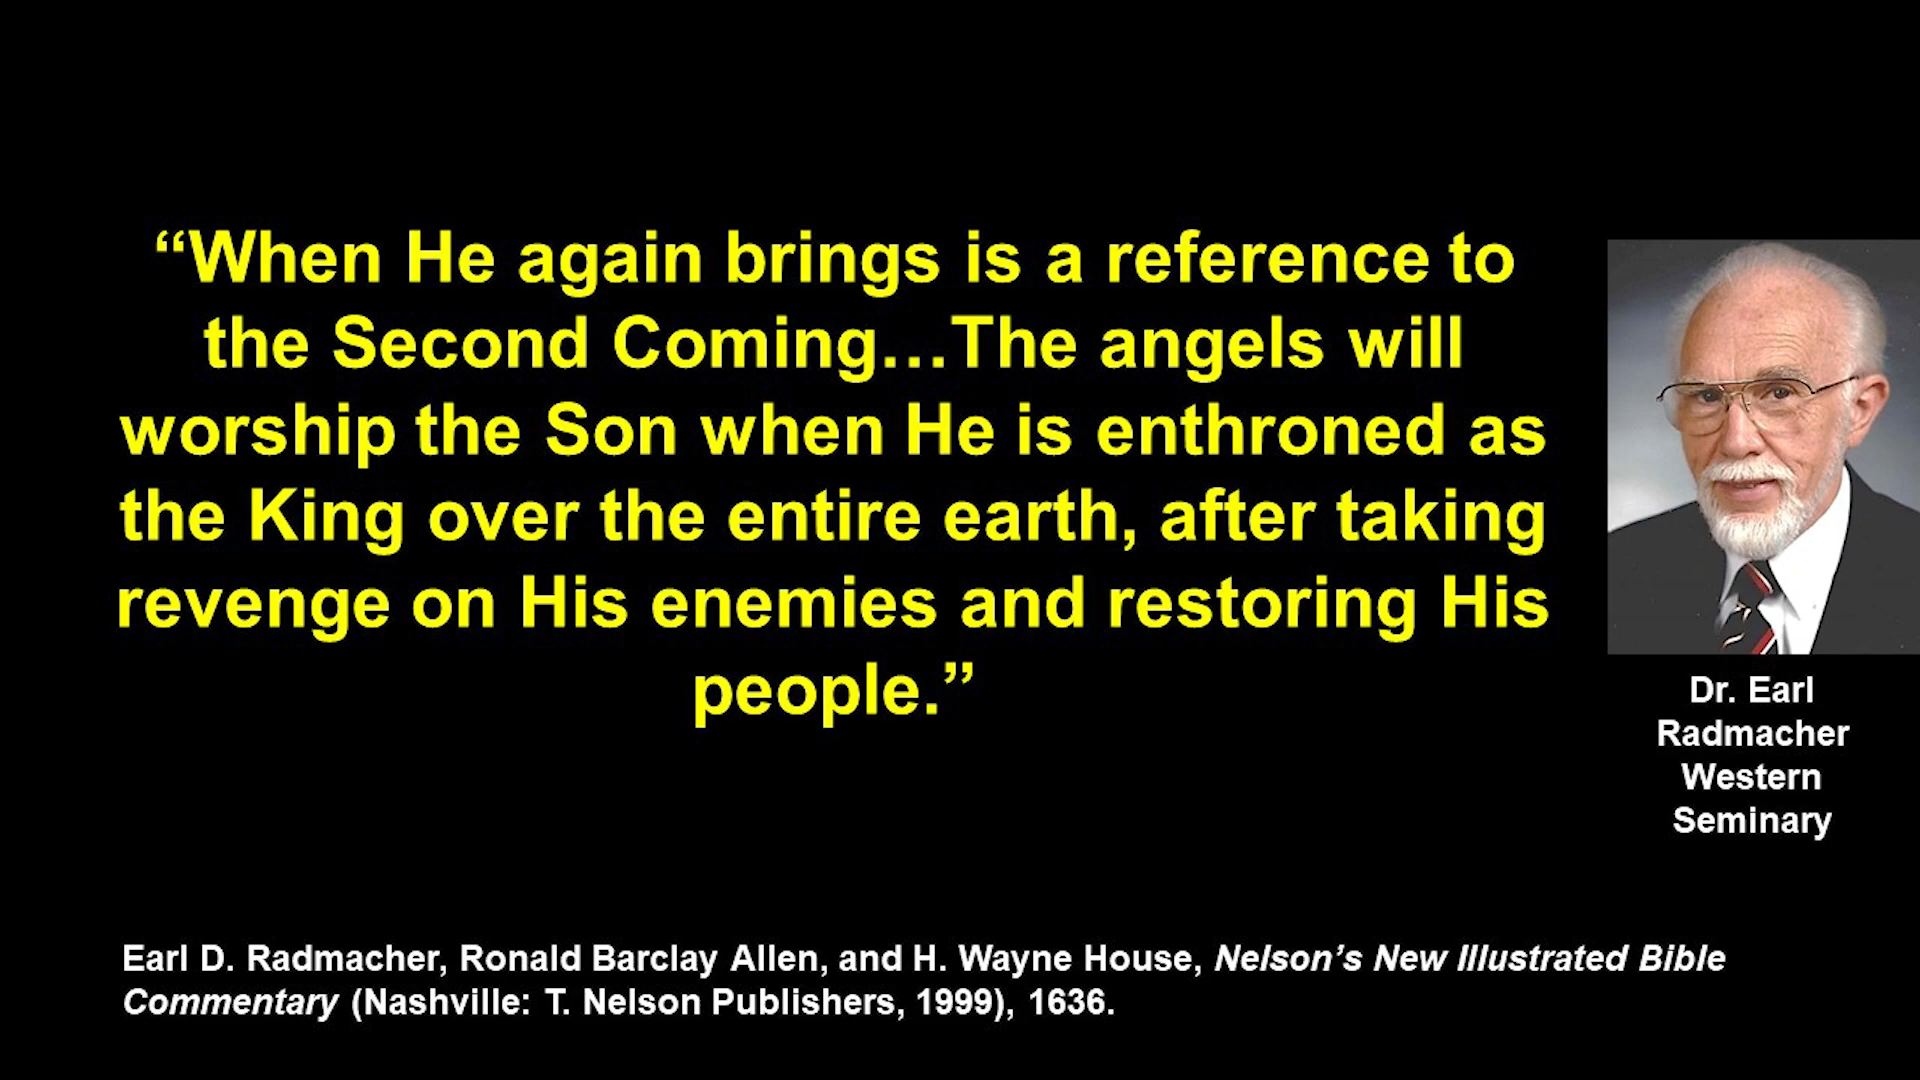 “When He again brings is a reference to
the Second Coming…The angels will
worship the Son when He is enthroned as
the King over the entire earth, after taking
revenge on His enemies and restoring His
people.”
Dr. Earl
Radmacher
Western
Seminary
Earl D. Radmacher, Ronald Barclay Allen, and H. Wayne House, Nelson’s New Illustrated Bible
Commentary (Nashville: T. Nelson Publishers, 1999), 1636.